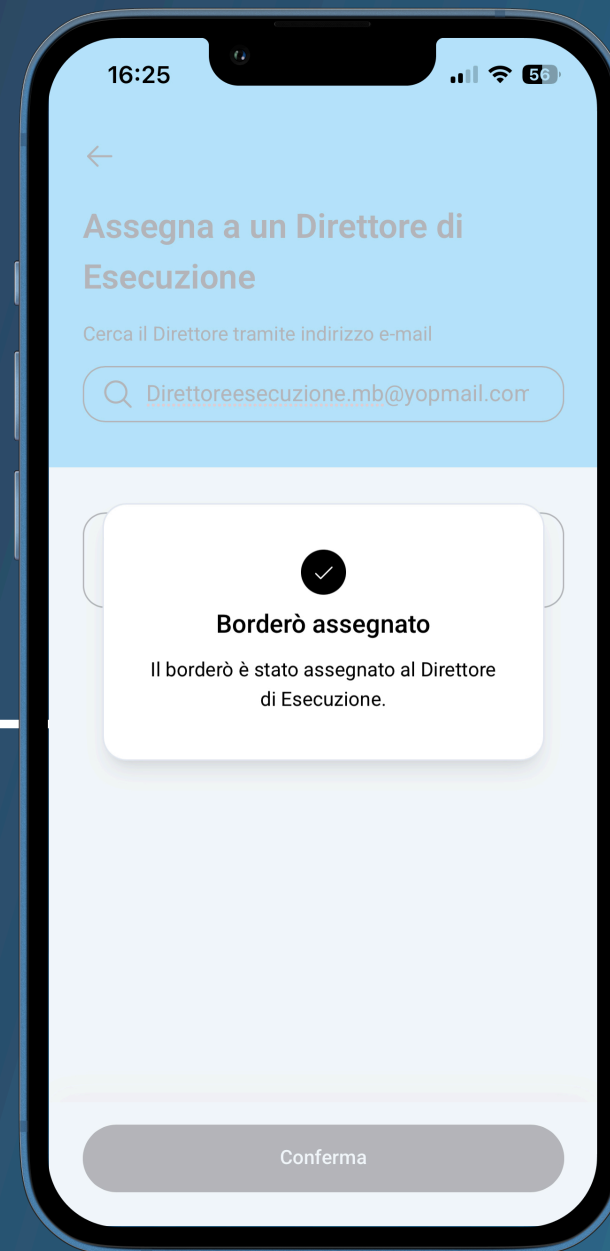 16:25
56
Assegna a un Direttore di
Esecuzione
Cerca il Direttore tramite indirizzo e-mail
Direttoreesecuzione.mb@yopmail.com
Borderò assegnato
Il borderò è stato assegnato al Direttore
di Esecuzione.
Conferma